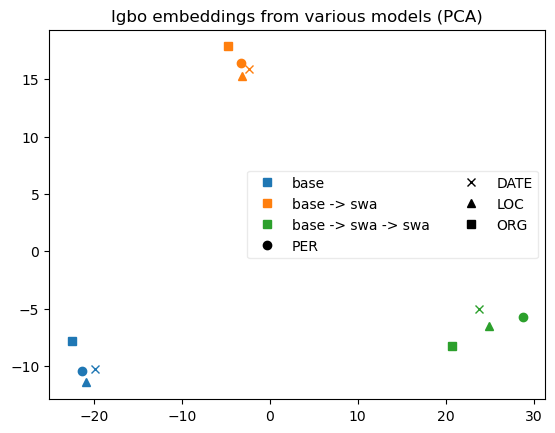 Igbo embeddings from various models (PCA)
15
10
5
0
−5
−10
base
base -> swa
base -> swa -> swa
PER
DATE
LOC
ORG
−20
−10
0
10
20
30